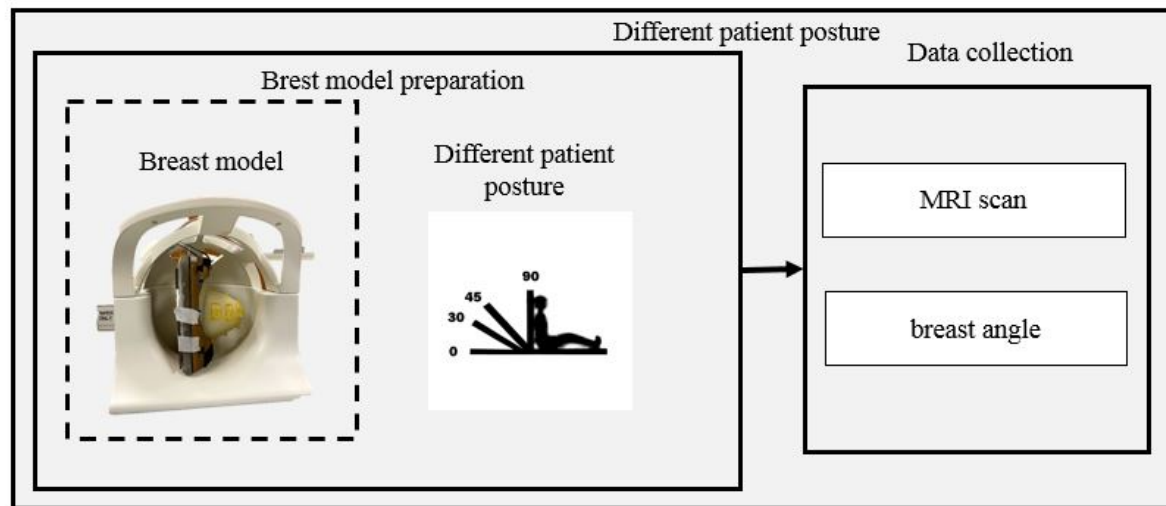 Different patient posture
Data collection
Brest model preparation
Breast model
Different patient
posture
90
45
30
0
MRI scan
breast angle